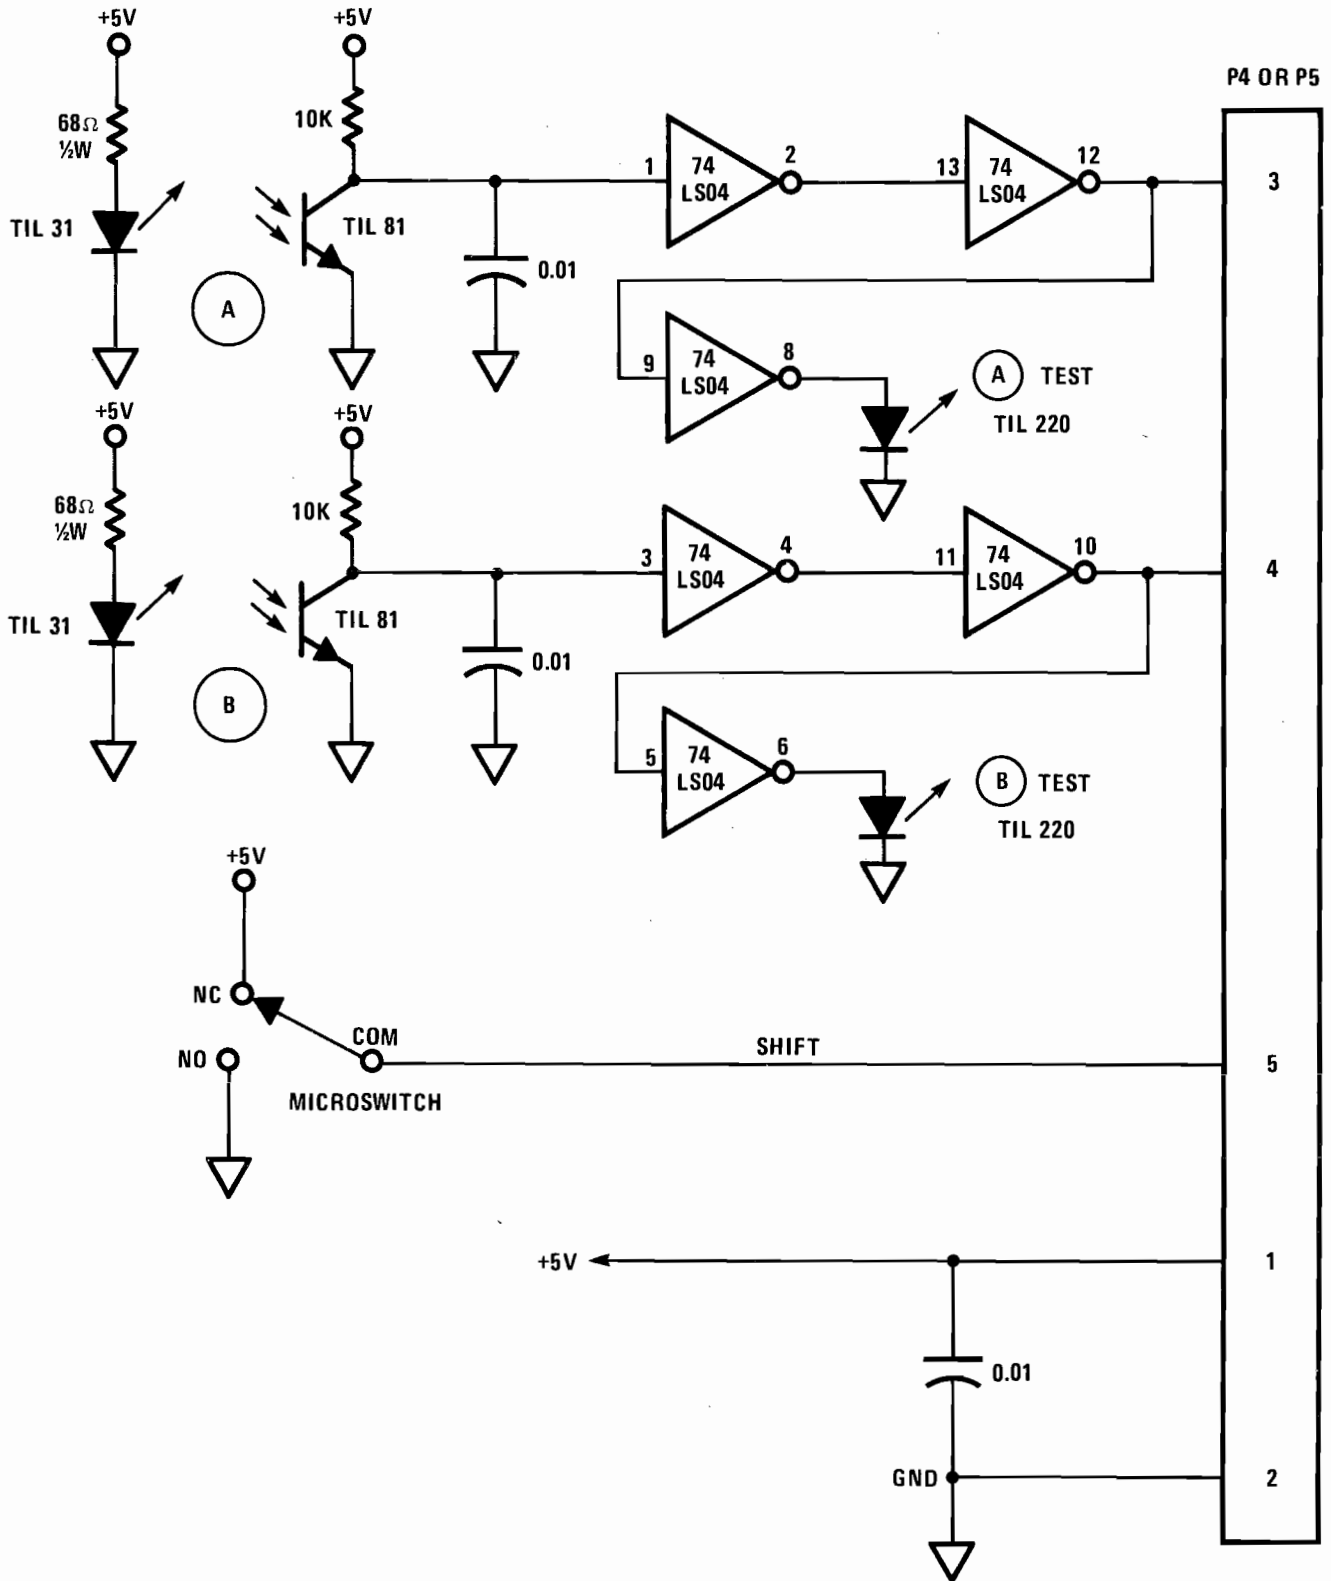 +5V
+5V
P4 OR P5
68Ω
½W
10K
1
74
LS04
2
13
74
LS04
12
3
TIL 31
TIL 81
A
0.01
9
74
LS04
8
A TEST
TIL 220
+5V
+5V
68Ω
½W
10K
3
74
LS04
4
11
74
LS04
10
4
TIL 31
TIL 81
B
0.01
5
74
LS04
6
B TEST
TIL 220
+5V
NC
COM
NO
SHIFT
5
MICROSWITCH
+5V
1
0.01
GND
2